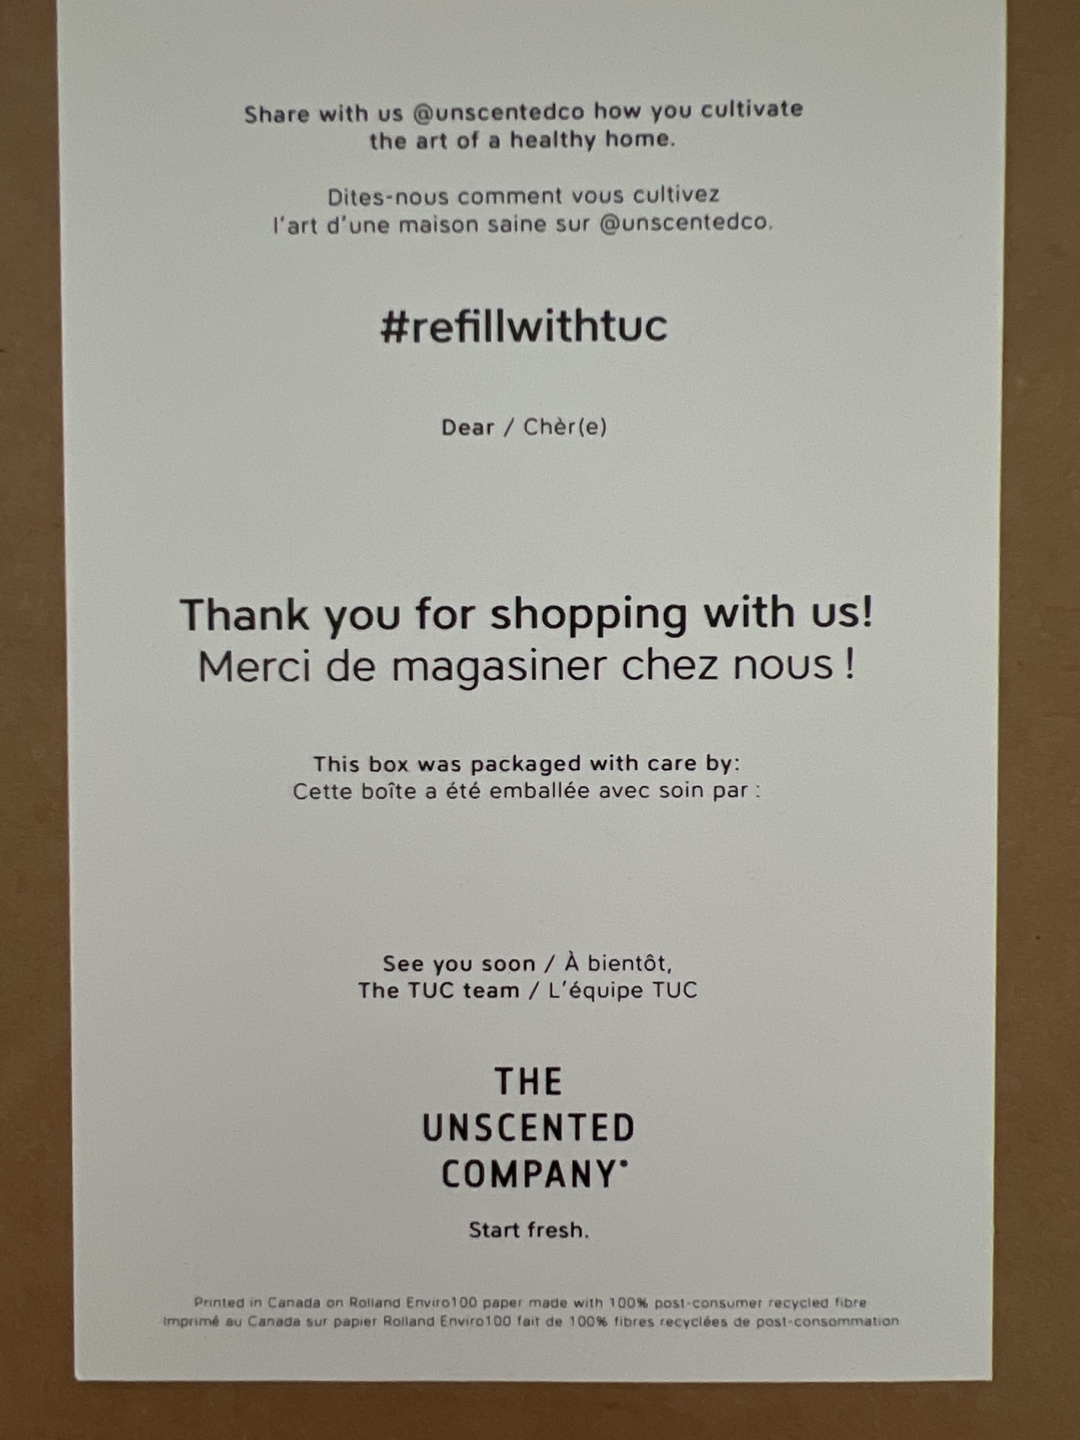 Share with us @unscentedco how you cultivate
the art of a healthy home.
Dites-nous comment vous cultivez
l'art d'une maison saine sur @unscentedco.
#refillwithtuc
Dear / Chèr(e)
Thank you for shopping with us!
Merci de magasiner chez nous !
This box was packaged with care by:
Cette boîte a été emballée avec soin par :
See you soon / À bientôt,
The TUC team / L'équipe TUC
THE
UNSCENTED
COMPANY
Start fresh.
Printed in Canada on Rolland Enviro100 paper made with 100% post-consumer recycled fibre
Imprimé au Canada sur papier Rolland Enviro100 fait de 100% fibres recyclées de post-consommation